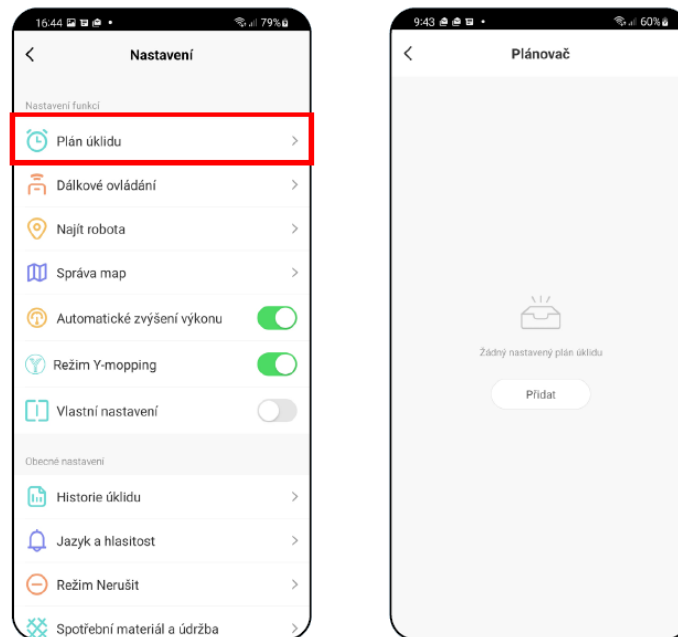 16:44
79%
Nastavení
Nastavení funkcí
Plán úklidu
Dálkové ovládání
Najít robota
Správa map
Automatické zvýšení výkonu
Režim Y-mopping
Vlastní nastavení
Obecné nastavení
Historie úklidu
Jazyk a hlasitost
Režim Nerušit
Spotřební materiál a údržba
9:43
60%
Plánovač
Žádný nastavený plán úklidu
Přidat